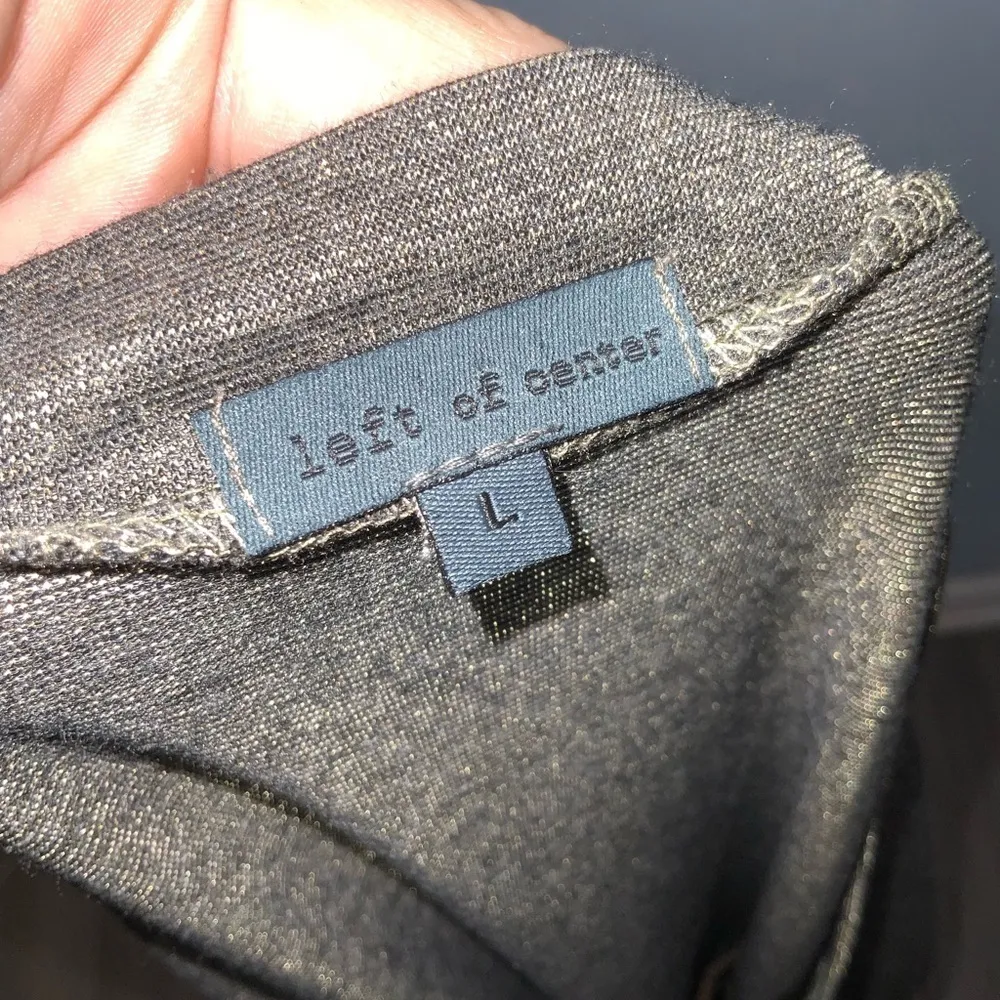 left of center
L